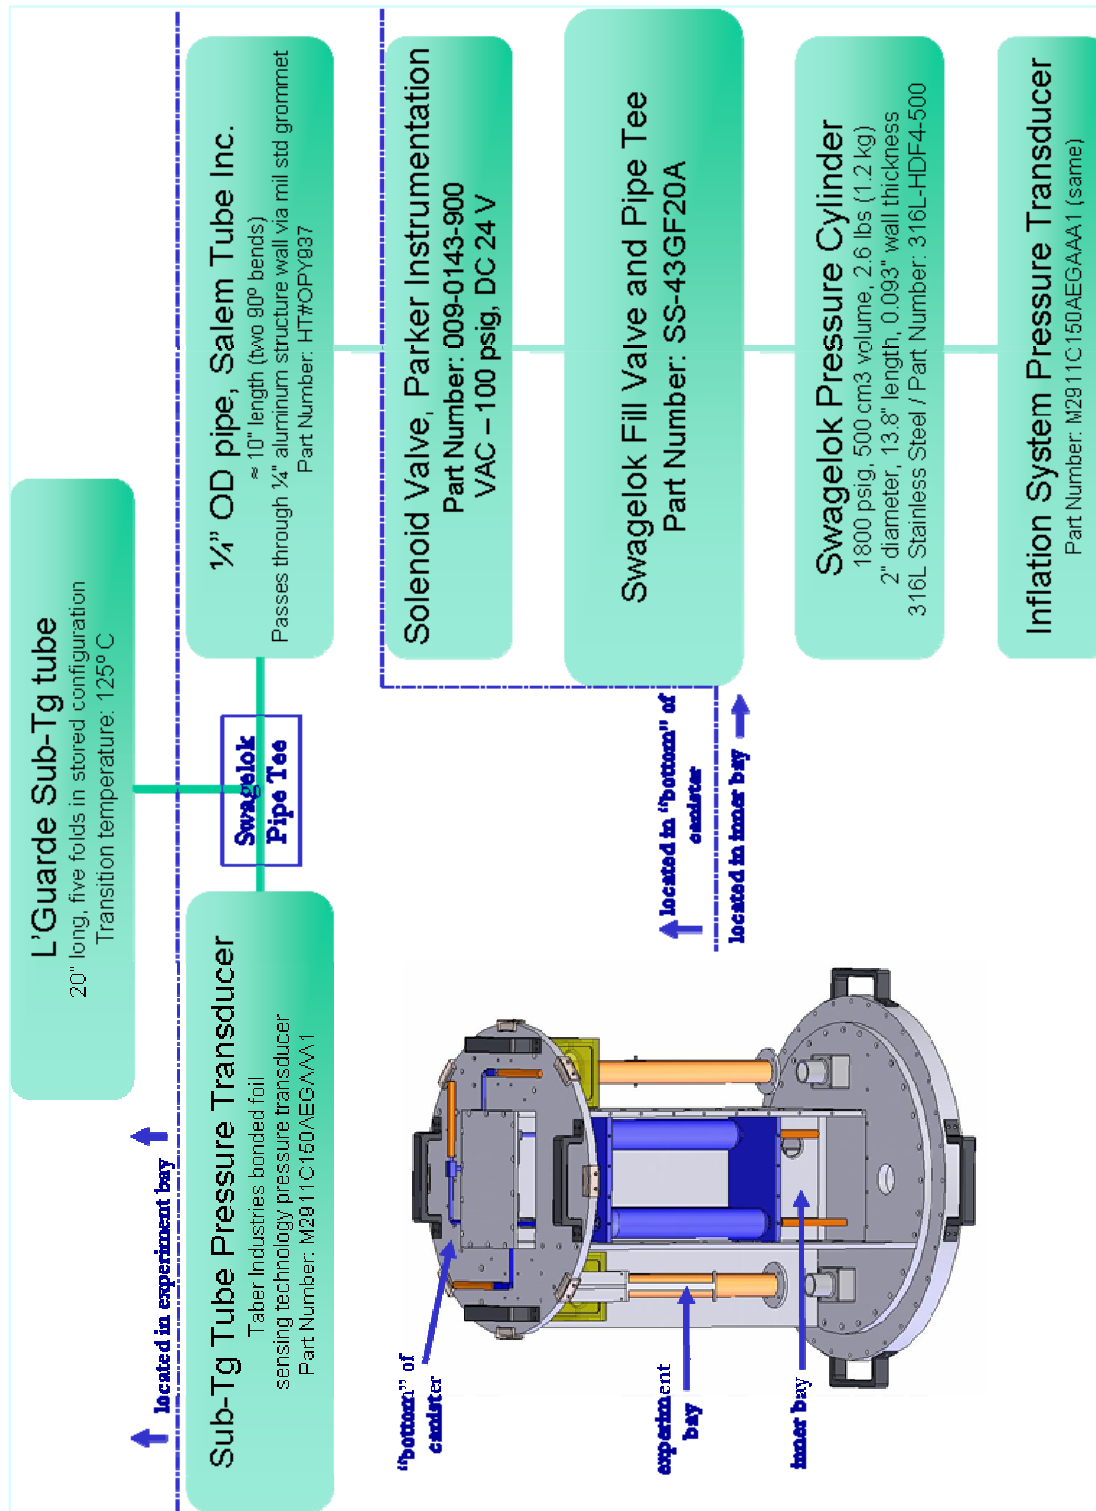 L'Guarde Sub-Tg tube
20" long, five folds in stored configuration
Transition temperature: 125º C
located in experiment bay
Sub-Tg Tube Pressure Transducer
Taber Industries bonded foil
sensing technology pressure transducer
Part Number: M2911C150AEGAAA1
Swagelok
Pipe Tee
¼" OD pipe, Salem Tube Inc.
≈ 10" length (two 90º bends)
Passes through ¼" aluminum structure wall via mil std grommet
Part Number: HT#OPY937
Solenoid Valve, Parker Instrumentation
Part Number: 009-0143-900
VAC – 100 psig, DC 24 V
Swagelok Fill Valve and Pipe Tee
Part Number: SS-43GF20A
located in "bottom" of
canister
located in inner bay
Swagelok Pressure Cylinder
1800 psig, 500 cm3 volume, 2.6 lbs (1.2 kg)
2" diameter, 13.8" length, 0.093" wall thickness
316L Stainless Steel / Part Number: 316L-HDF4-500
Inflation System Pressure Transducer
Part Number: M2911C150AEGAAA1 (same)
"bottom" of
canister
experiment
bay
inner bay